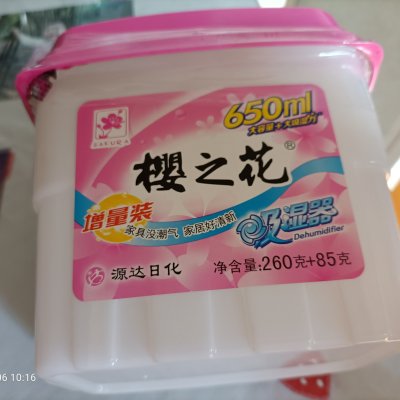 650ml
大容量+大吸湿力
SAKURA
樱之花®
增量装
家具没潮气 家居好清新
吸湿器
Dehumidifier
源达日化
净含量:260克+85克
06 10:16